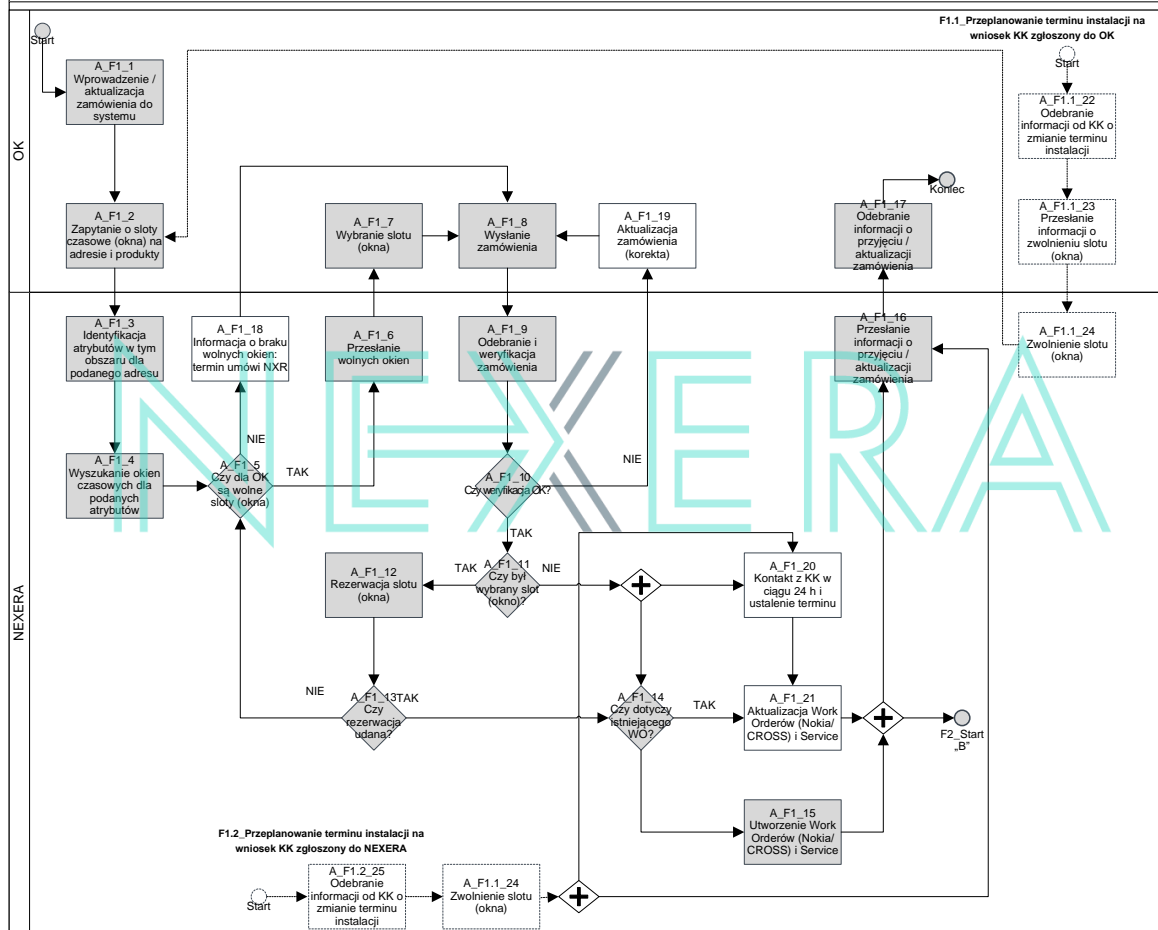 F1.1_Przeplanowanie terminu instalacji na
wniosek KK zgłoszony do OK
Start
Start
OK
A_F1_1
Wprowadzenie /
aktualizacja
zamówienia do
systemu
A_F1.1_22
Odebranie
informacji od KK o
zmianie terminu
instalacji
Koniec
A_F1_2
Zapytanie o sloty
czasowe (okna) na
adresie i produkty
A_F1_7
Wybranie slotu
(okna)
A_F1_8
Wysłanie
zamówienia
A_F1_19
Aktualizacja
zamówienia
(korekta)
A_F1_17
Odebranie
informacji o
przyjęciu /
aktualizacji
zamówienia
A_F1.1_23
Przesłanie
informacji o
zwolnieniu slotu
(okna)
NEXERA
A_F1_3
Identyfikacja
atrybutów w tym
obszaru dla
podanego adresu
A_F1_18
Informacja o braku
wolnych okien:
termin umówi NXR
A_F1_6
Przesłanie
wolnych okien
A_F1_9
Odebranie i
weryfikacja
zamówienia
A_F1_16
Przesłanie
informacji o
przyjęciu /
aktualizacji
zamówienia
A_F1.1_24
Zwolnienie slotu
(okna)
NEXERA
A_F1_4
Wyszukanie okien
czasowych dla
podanych
atrybutów
NIE
A_F1_5
Czy dla OK
są wolne
sloty (okna)
TAK
A_F1_10
Czy weryfikacja OK?
NIE
TAK
A_F1_12
Rezerwacja slotu
(okna)
TAK
A_F1_11
Czy był
wybrany slot
(okno)?
NIE
A_F1_20
Kontakt z KK w
ciągu 24 h i
ustalenie terminu
NIE
A_F1_13
Czy
rezerwacja
udana?
TAK
A_F1_14
Czy dotyczy
istniejącego
WO?
TAK
A_F1_21
Aktualizacja Work
Orderów (Nokia/
CROSS) i Service
F2_Start
„B”
A_F1_15
Utworzenie Work
Orderów (Nokia/
CROSS) i Service
F1.2_Przeplanowanie terminu instalacji na
wniosek KK zgłoszony do NEXERA
Start
A_F1.2_25
Odebranie
informacji od KK o
zmianie terminu
instalacji
A_F1.1_24
Zwolnienie slotu
(okna)